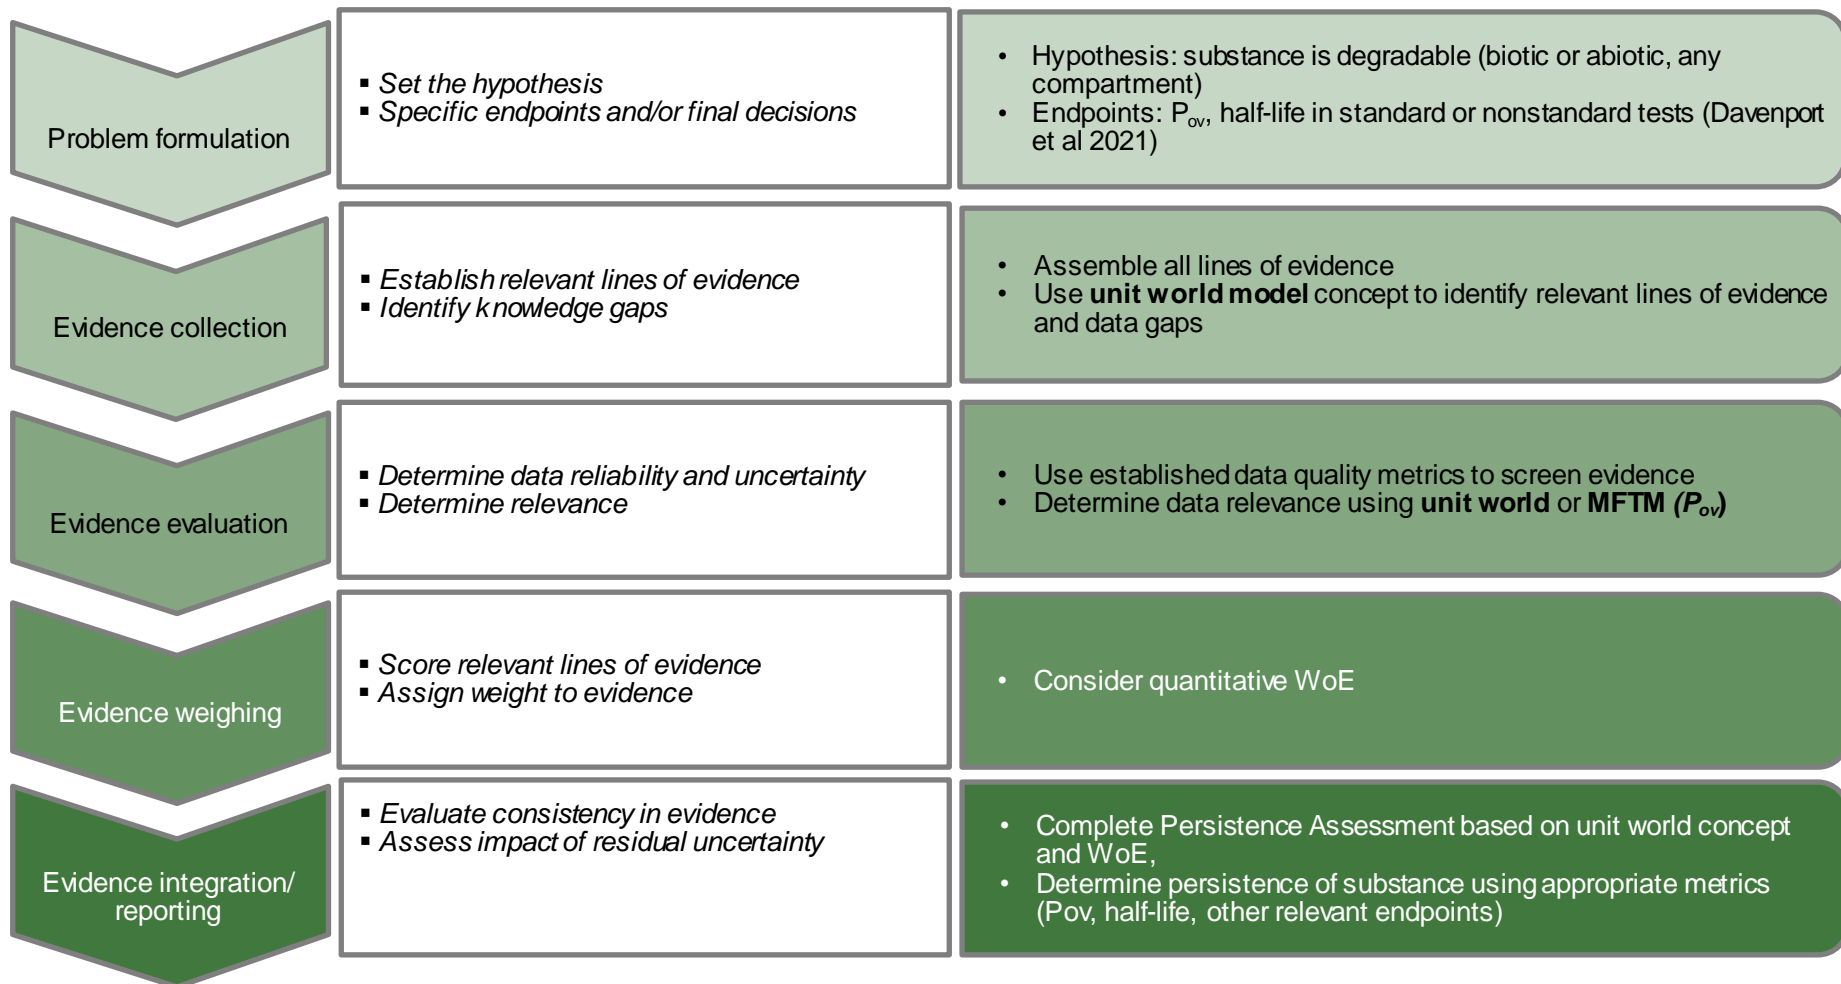 Problem formulation
▪ Set the hypothesis
▪ Specific endpoints and/or final decisions
• Hypothesis: substance is degradable (biotic or abiotic, any
compartment)
• Endpoints: Pov, half-life in standard or nonstandard tests (Davenport
et al 2021)
Evidence collection
▪ Establish relevant lines of evidence
▪ Identify knowledge gaps
• Assemble all lines of evidence
• Use unit world model concept to identify relevant lines of evidence
and data gaps
Evidence evaluation
▪ Determine data reliability and uncertainty
▪ Determine relevance
• Use established data quality metrics to screen evidence
• Determine data relevance using unit world or MFTM (Pov)
Evidence weighing
▪ Score relevant lines of evidence
▪ Assign weight to evidence
• Consider quantitative WoE
Evidence integration/
reporting
▪ Evaluate consistency in evidence
▪ Assess impact of residual uncertainty
• Complete Persistence Assessment based on unit world concept
and WoE,
• Determine persistence of substance using appropriate metrics
(Pov, half-life, other relevant endpoints)